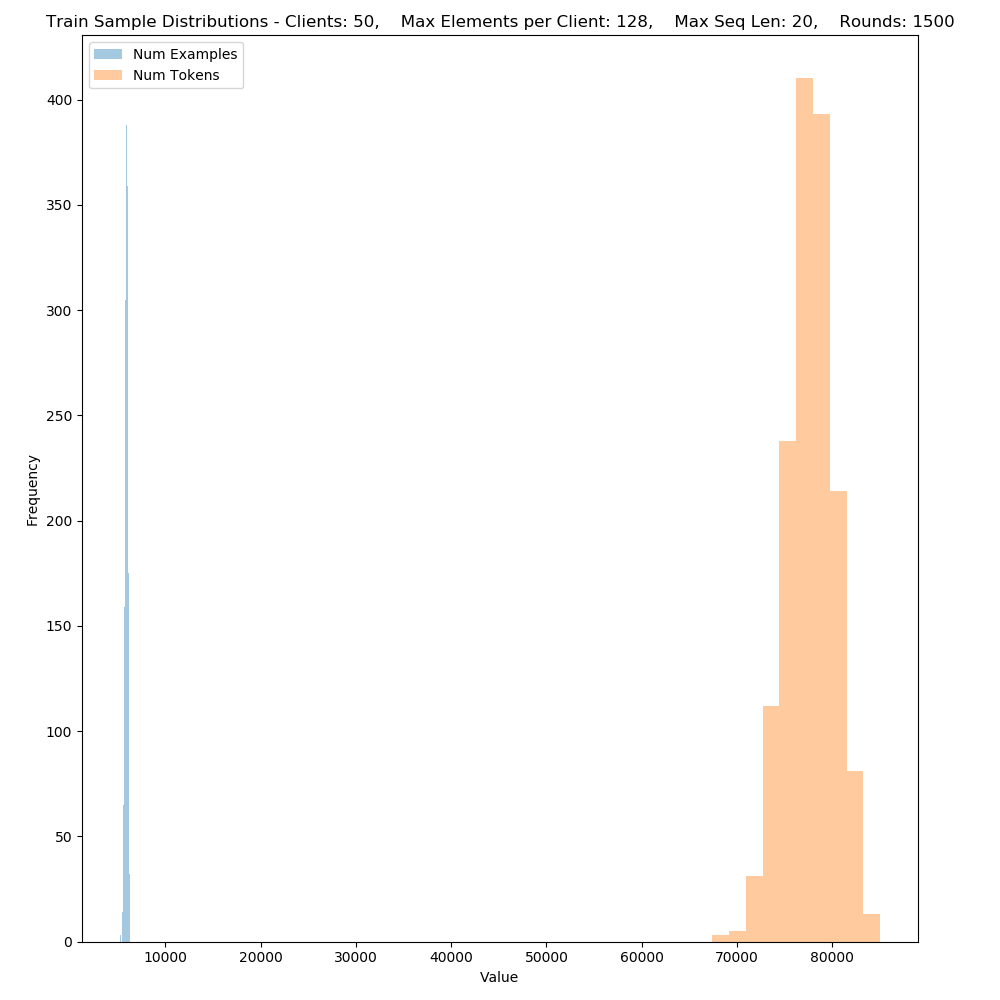 Train Sample Distributions - Clients: 50,    Max Elements per Client: 128,    Max Seq Len: 20,    Rounds: 1500
Num Examples
Num Tokens
400
350
300
250
200
150
100
50
0
Frequency
10000 20000 30000 40000 50000 60000 70000 80000
Value